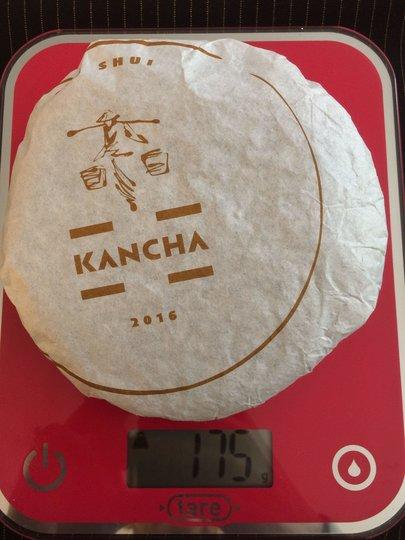 SHUI
KANCHA
2016
175 g
tare